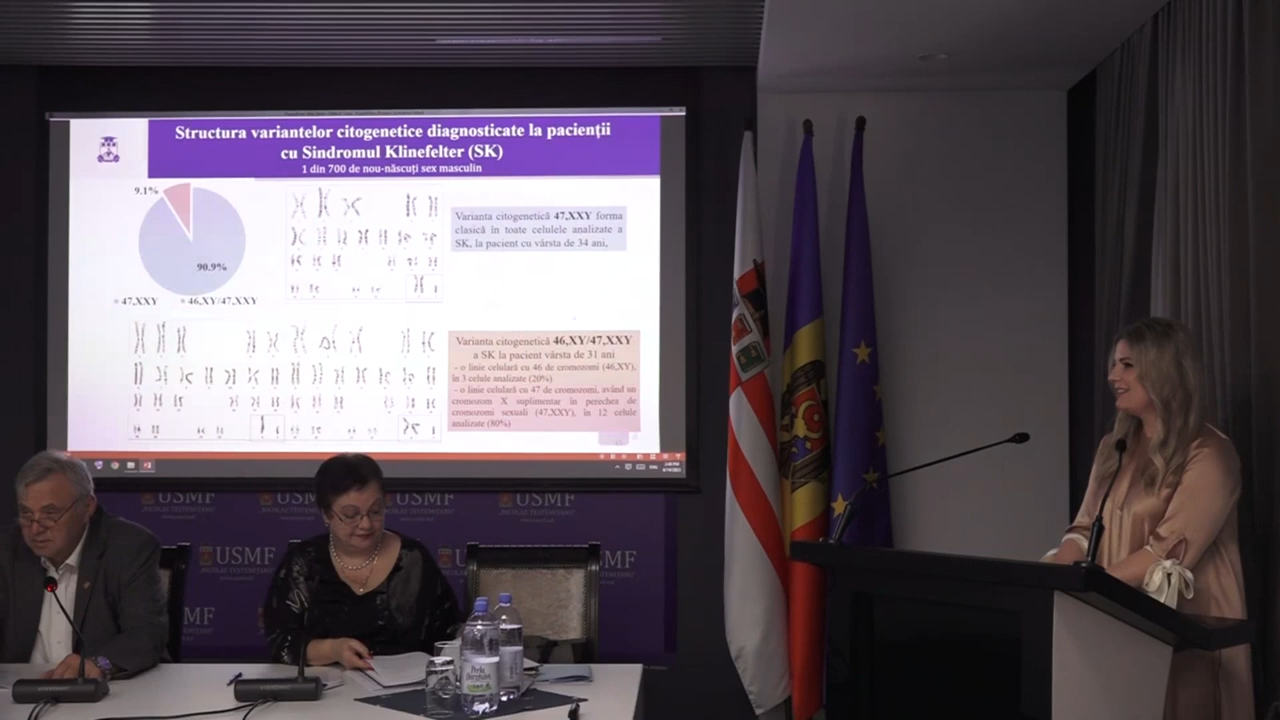 Structura variantelor citogenetice diagnosticate la pacienții
cu Sindromul Klinefelter (SK)
1 din 700 de nou-născuți sex masculin
9.1%
90.9%
47,XXY
46,XY/47,XXY
Varianta citogenetică 47,XXY forma
clasică în toate celulele analizate a
SK, la pacient cu vârsta de 34 ani,
Varianta citogenetică 46,XY/47,XXY
a SK la pacient vârsta de 31 ani
- o linie celulară cu 46 de cromozomi (46,XY),
în 3 celule analizate (20%)
- o linie celulară cu 47 de cromozomi, având un
cromozom X suplimentar în perechea de
cromozomi sexuali (47,XXY), în 12 celule
analizate (80%)
USMF
USMF
USMF
USMF
"NICOLAE TESTEMIȚANU"
USMF
"NICOLAE TESTEMIȚANU"
USMF